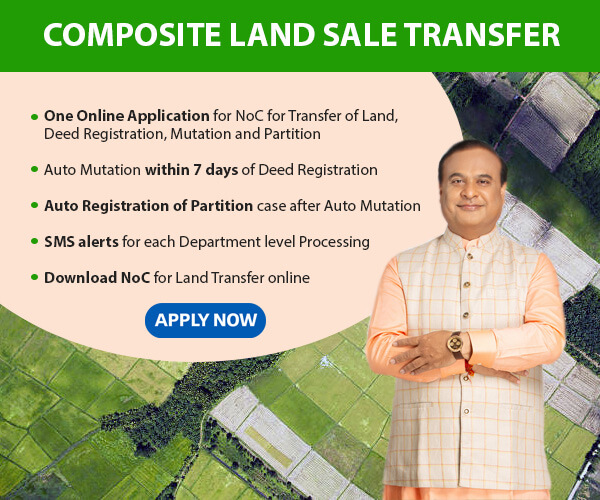 COMPOSITE LAND SALE TRANSFER
• One Online Application for NoC for Transfer of Land,
Deed Registration, Mutation and Partition
• Auto Mutation within 7 days of Deed Registration
• Auto Registration of Partition case after Auto Mutation
• SMS alerts for each Department level Processing
• Download NoC for Land Transfer online
APPLY NOW